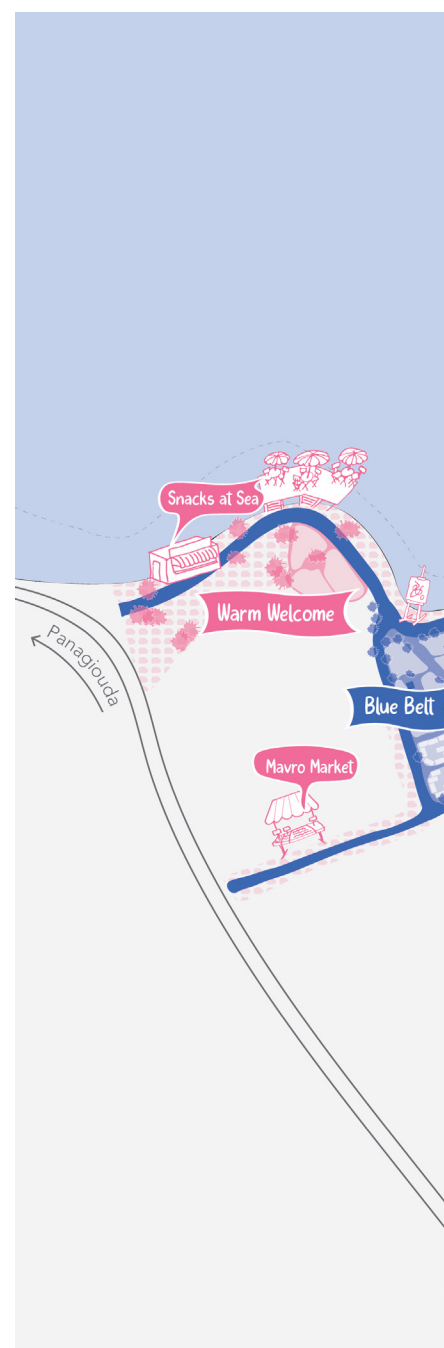 Snacks at Sea
Warm Welcome
Panagiouda
Blue Belt
Mavro Market